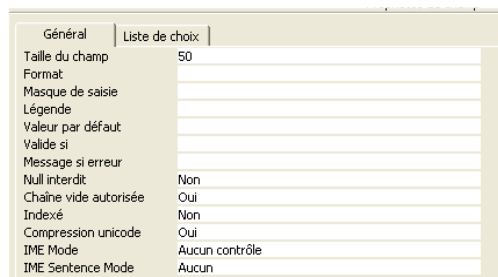 Général Liste de choix
Taille du champ 50
Format
Masque de saisie
Légende
Valeur par défaut
Valide si
Message si erreur
Null interdit Non
Chaîne vide autorisée Oui
Indexé Non
Compression unicode Oui
IME Mode Aucun contrôle
IME Sentence Mode Aucun